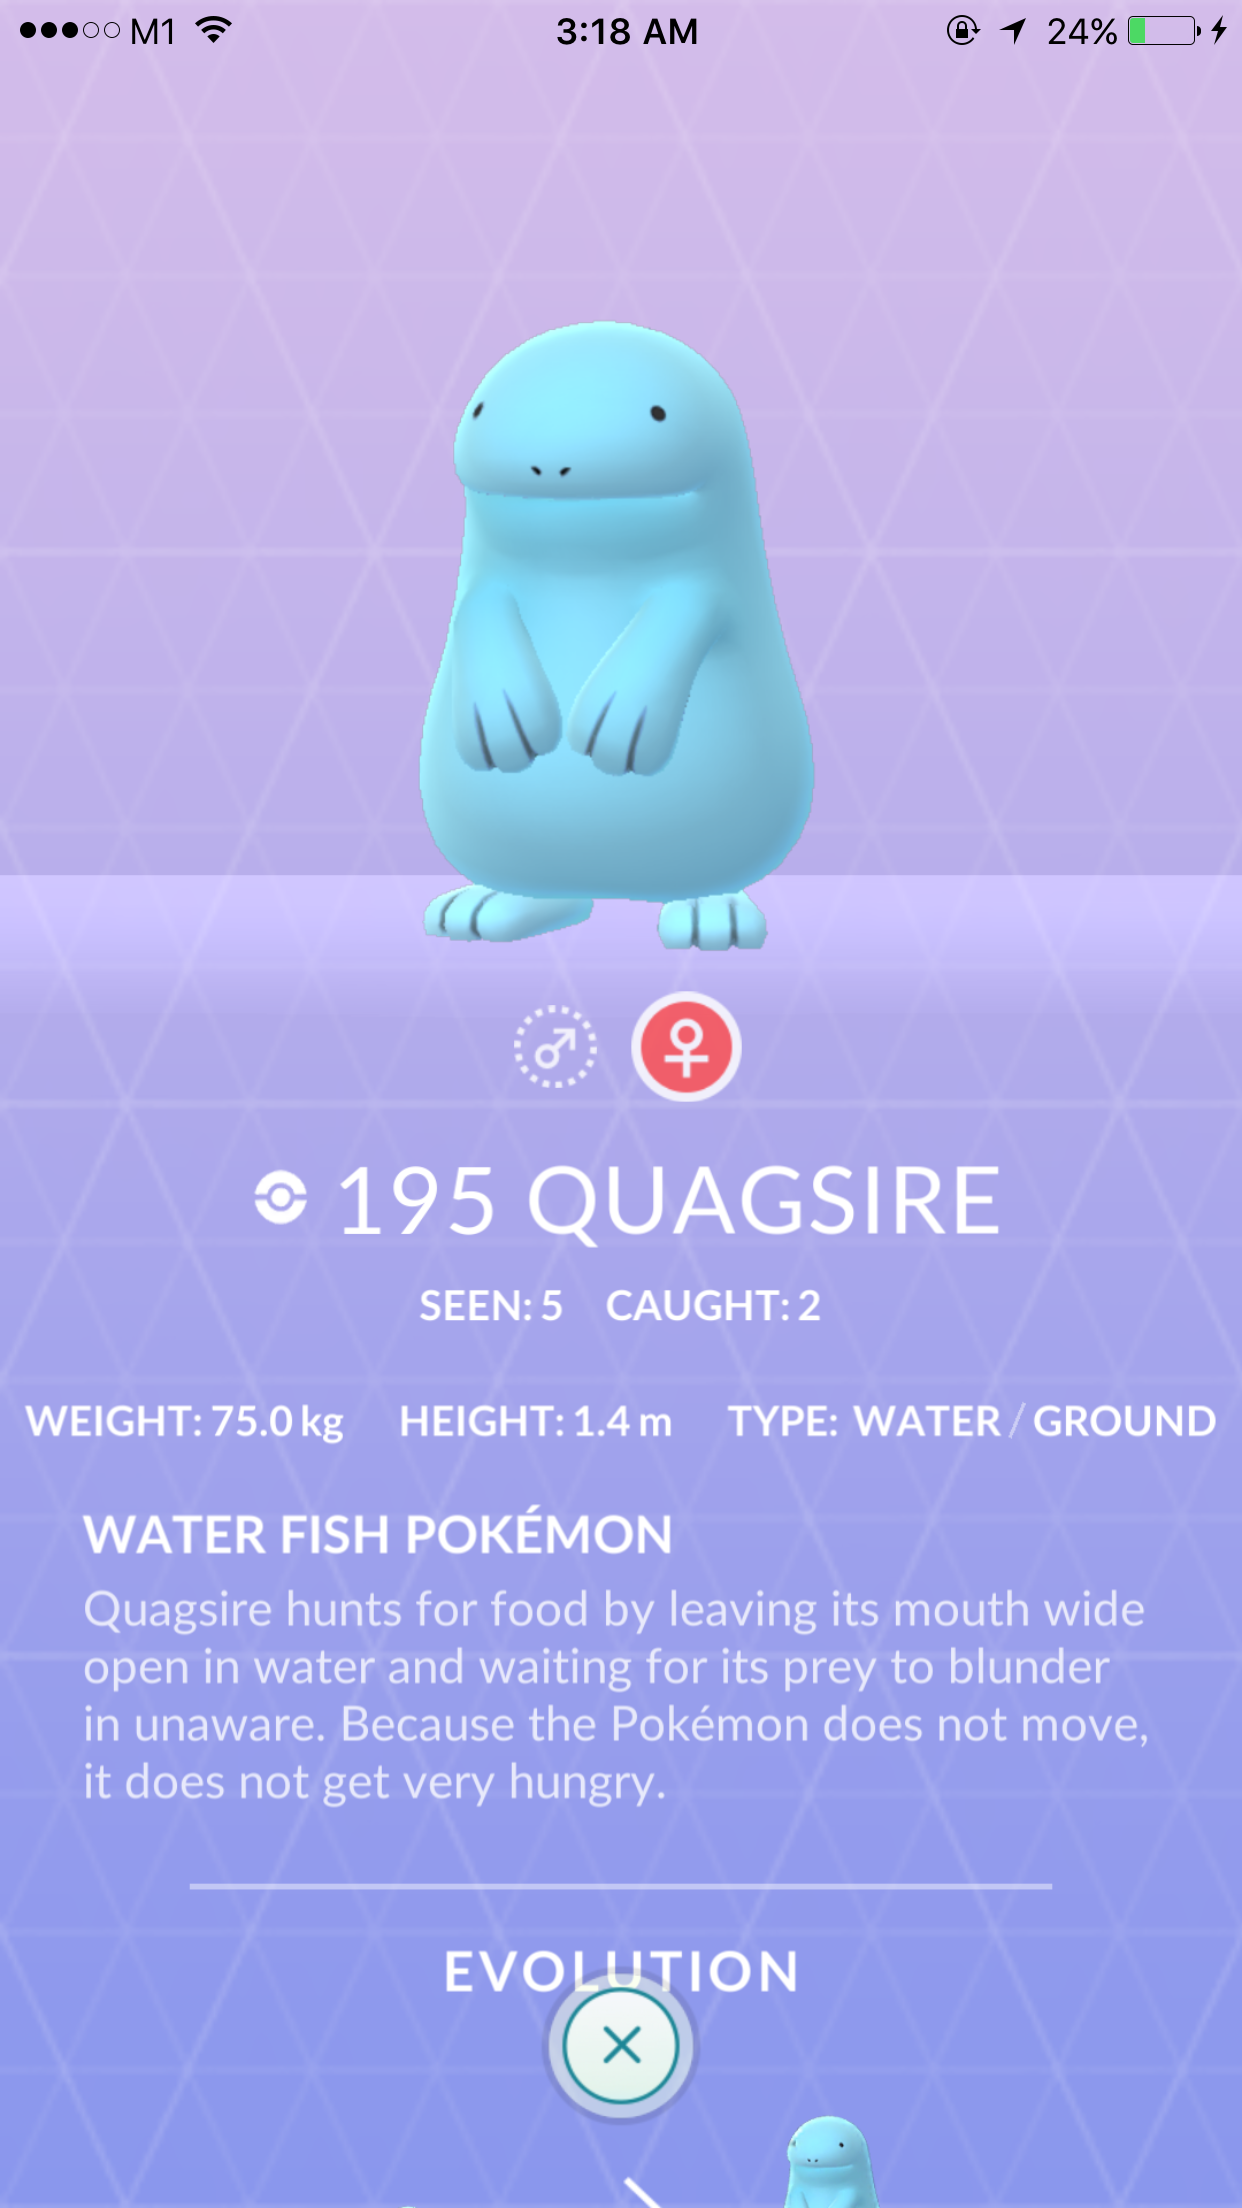 M1 3:18 AM 24%
195 QUAGSIRE
SEEN: 5 CAUGHT: 2
WEIGHT: 75.0 kg HEIGHT: 1.4 m TYPE: WATER / GROUND
WATER FISH POKÉMON
Quagsire hunts for food by leaving its mouth wide
open in water and waiting for its prey to blunder
in unaware. Because the Pokémon does not move,
it does not get very hungry.
EVOLUTION